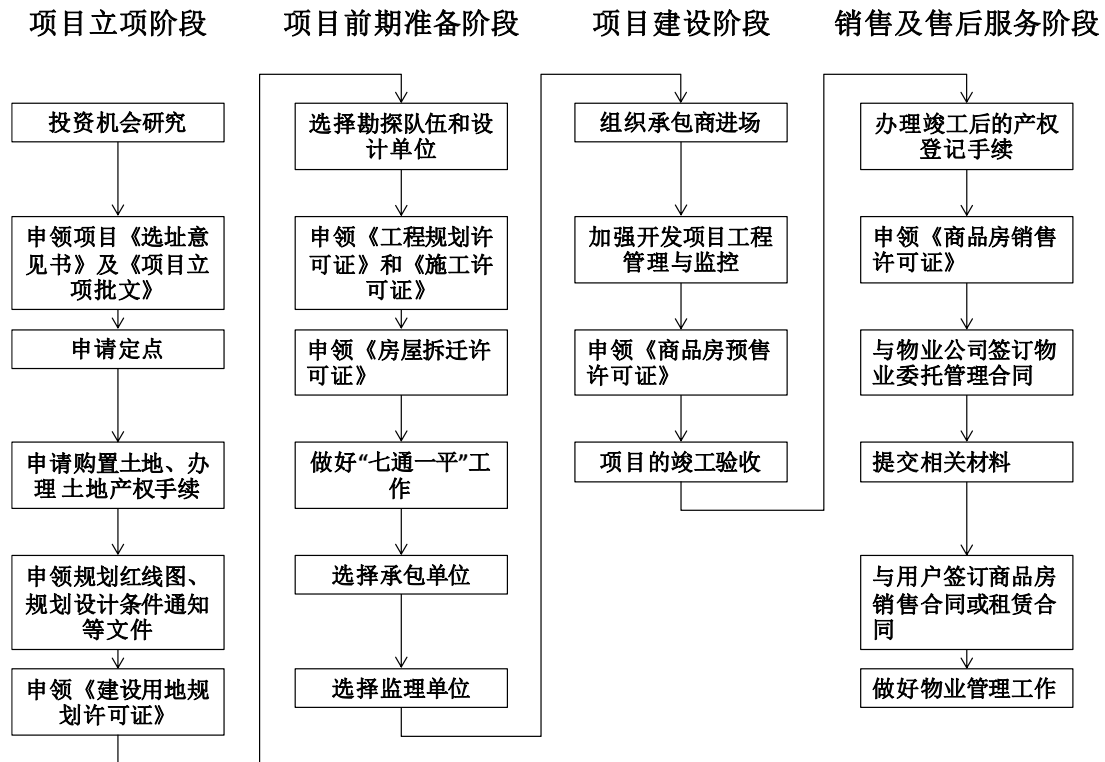 项目立项阶段
投资机会研究
申领项目《选址意
见书》及《项目立
项批文》
申请定点
申请购置土地、办
理 土地产权手续
申领规划红线图、
规划设计条件通知
等文件
申领《建设用地规
划许可证》
项目前期准备阶段
选择勘探队伍和设
计单位
申领《工程规划许
可证》和《施工许
可证》
申领《房屋拆迁许
可证》
做好“七通一平”工
作
选择承包单位
选择监理单位
项目建设阶段
组织承包商进场
加强开发项目工程
管理与监控
申领《商品房预售
许可证》
项目的竣工验收
销售及售后服务阶段
办理竣工后的产权
登记手续
申领《商品房销售
许可证》
与物业公司签订物
业委托管理合同
提交相关材料
与用户签订商品房
销售合同或租赁合
同
做好物业管理工作